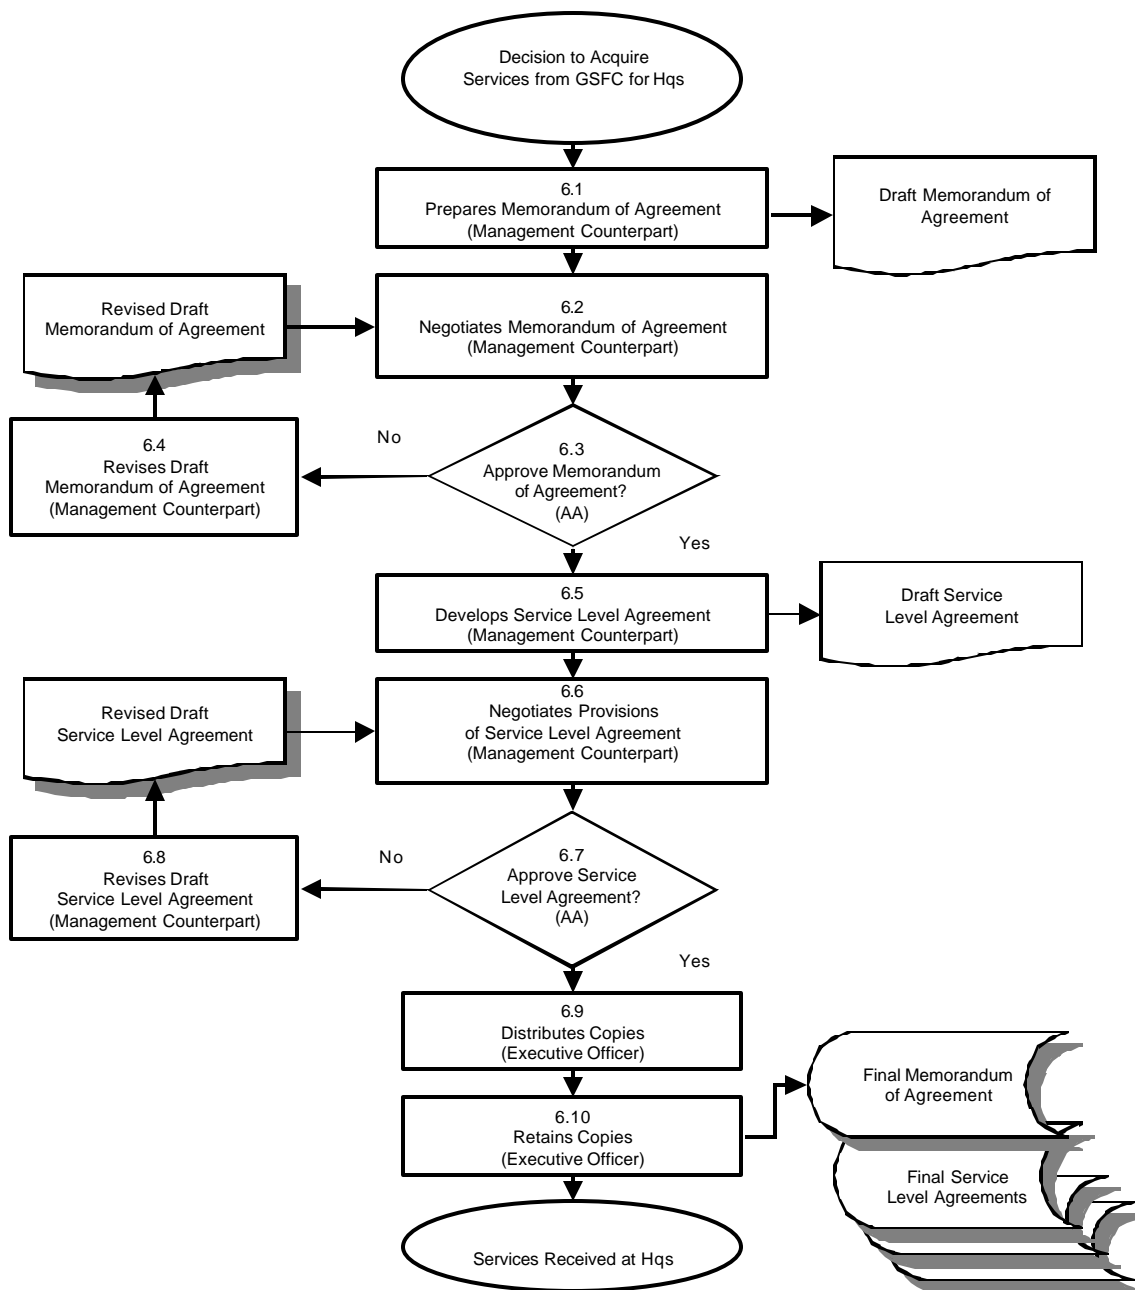 Decision to Acquire
Services from GSFC for Hqs
6.1
Prepares Memorandum of Agreement
(Management Counterpart)
Draft Memorandum of
Agreement
Revised Draft
Memorandum of Agreement
6.2
Negotiates Memorandum of Agreement
(Management Counterpart)
No
6.3
Approve Memorandum
of Agreement?
(AA)
6.4
Revises Draft
Memorandum of Agreement
(Management Counterpart)
Yes
6.5
Develops Service Level Agreement
(Management Counterpart)
Draft Service
Level Agreement
Revised Draft
Service Level Agreement
6.6
Negotiates Provisions
of Service Level Agreement
(Management Counterpart)
No
6.7
Approve Service
Level Agreement?
(AA)
6.8
Revises Draft
Service Level Agreement
(Management Counterpart)
Yes
6.9
Distributes Copies
(Executive Officer)
6.10
Retains Copies
(Executive Officer)
Final Memorandum
of Agreement
Final Service
Level Agreements
Services Received at Hqs